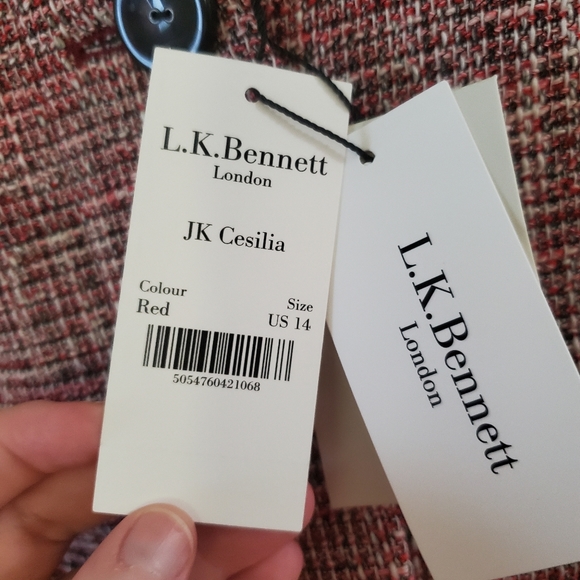 L.K.Bennett
London
JK Cesilia
Colour
Red
Size
US 14
5054760421068
L.K.Bennett
London